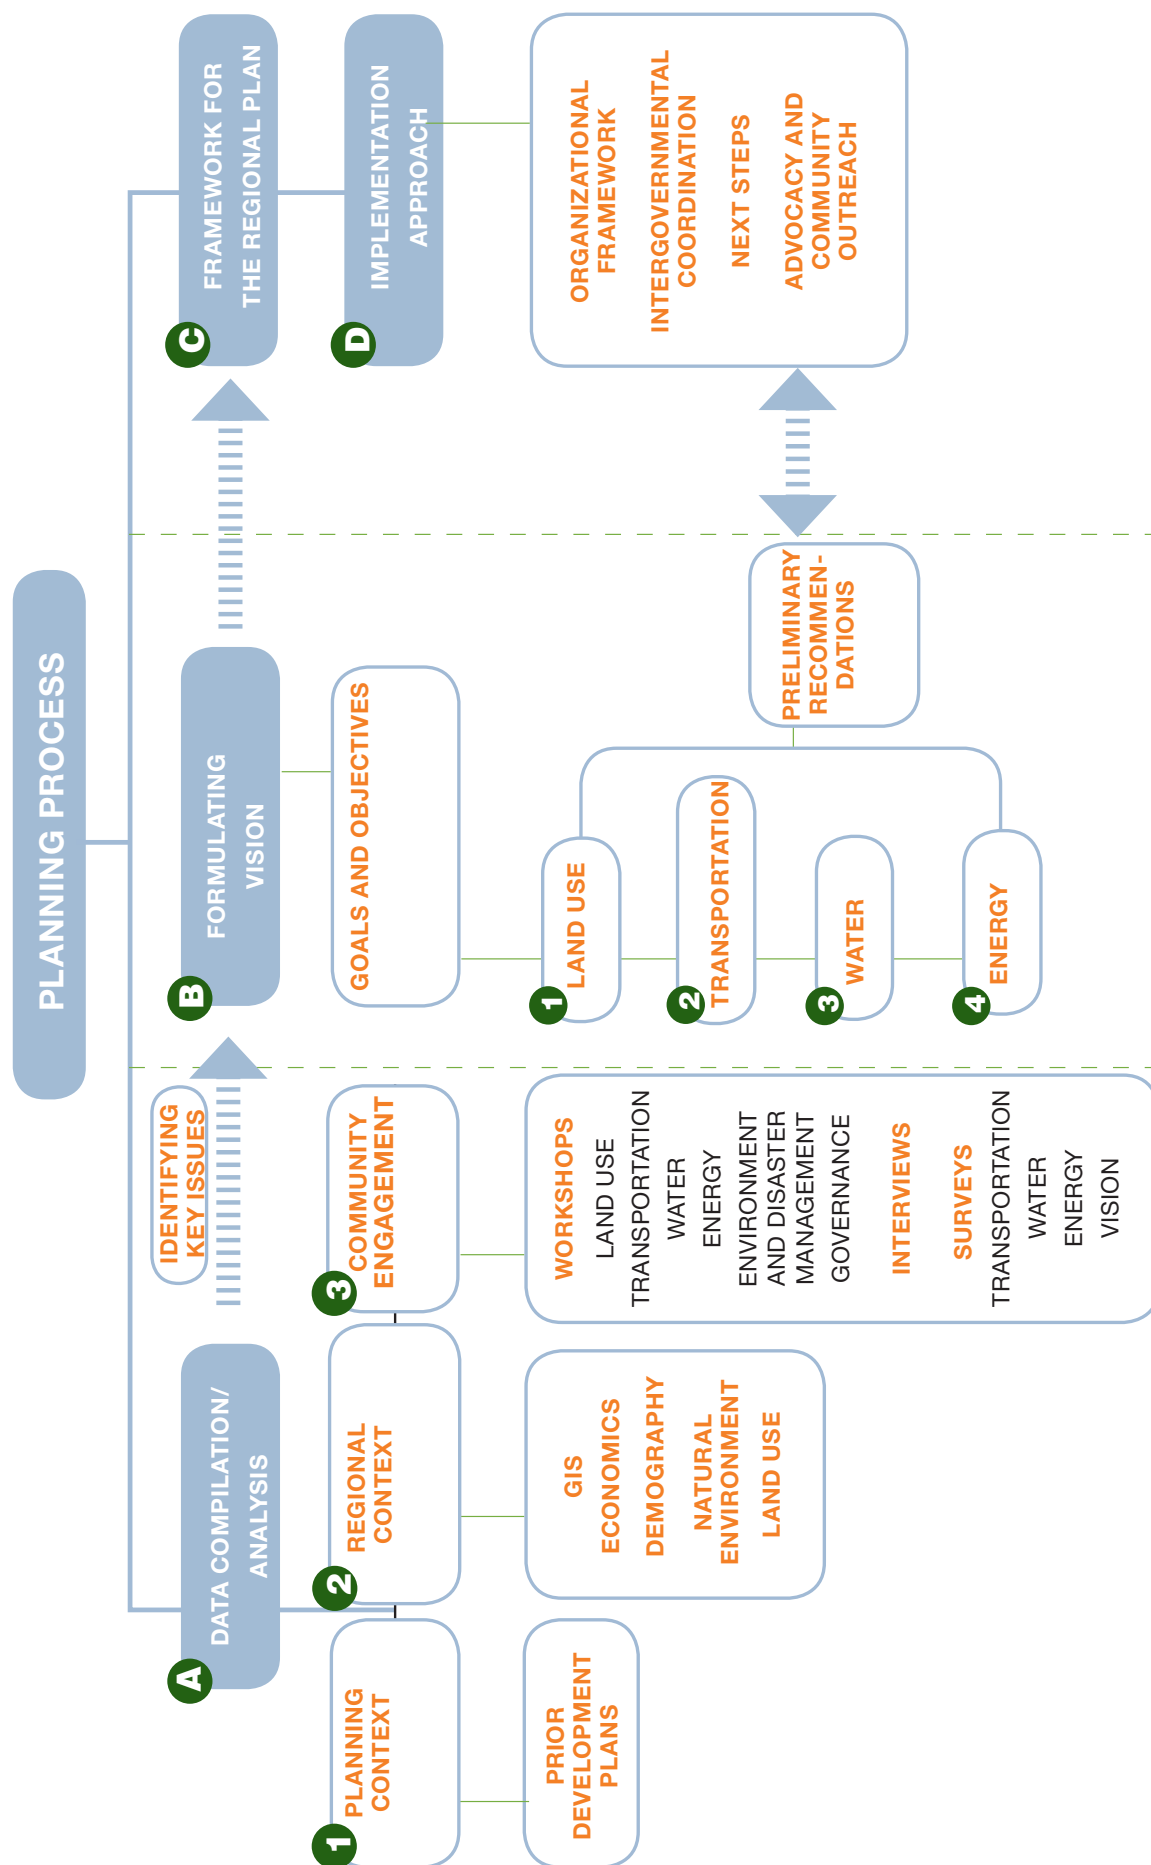 PLANNING PROCESS
A
DATA COMPILATION/
ANALYSIS
IDENTIFYING
KEY ISSUES
1
PLANNING
CONTEXT
PRIOR
DEVELOPMENT
PLANS
2
REGIONAL
CONTEXT
GIS
ECONOMICS
DEMOGRAPHY
NATURAL
ENVIRONMENT
LAND USE
3
COMMUNITY
ENGAGEMENT
WORKSHOPS
LAND USE
TRANSPORTATION
WATER
ENERGY
ENVIRONMENT
AND DISASTER
MANAGEMENT
GOVERNANCE
INTERVIEWS
SURVEYS
TRANSPORTATION
WATER
ENERGY
VISION
B
FORMULATING
VISION
GOALS AND OBJECTIVES
1
LAND USE
2
TRANSPORTATION
3
WATER
4
ENERGY
PRELIMINARY
RECOMMEN-
DATIONS
C
FRAMEWORK FOR
THE REGIONAL PLAN
D
IMPLEMENTATION
APPROACH
ORGANIZATIONAL
FRAMEWORK
INTERGOVERNMENTAL
COORDINATION
NEXT STEPS
ADVOCACY AND
COMMUNITY
OUTREACH